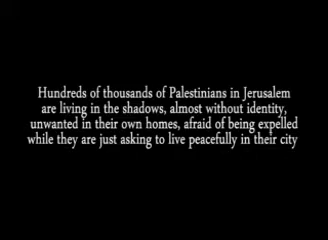 Hundreds of thousands of Palestinians in Jerusalem
are living in the shadows, almost without identity,
unwanted in their own homes, afraid of being expelled
while they are just asking to live peacefully in their city